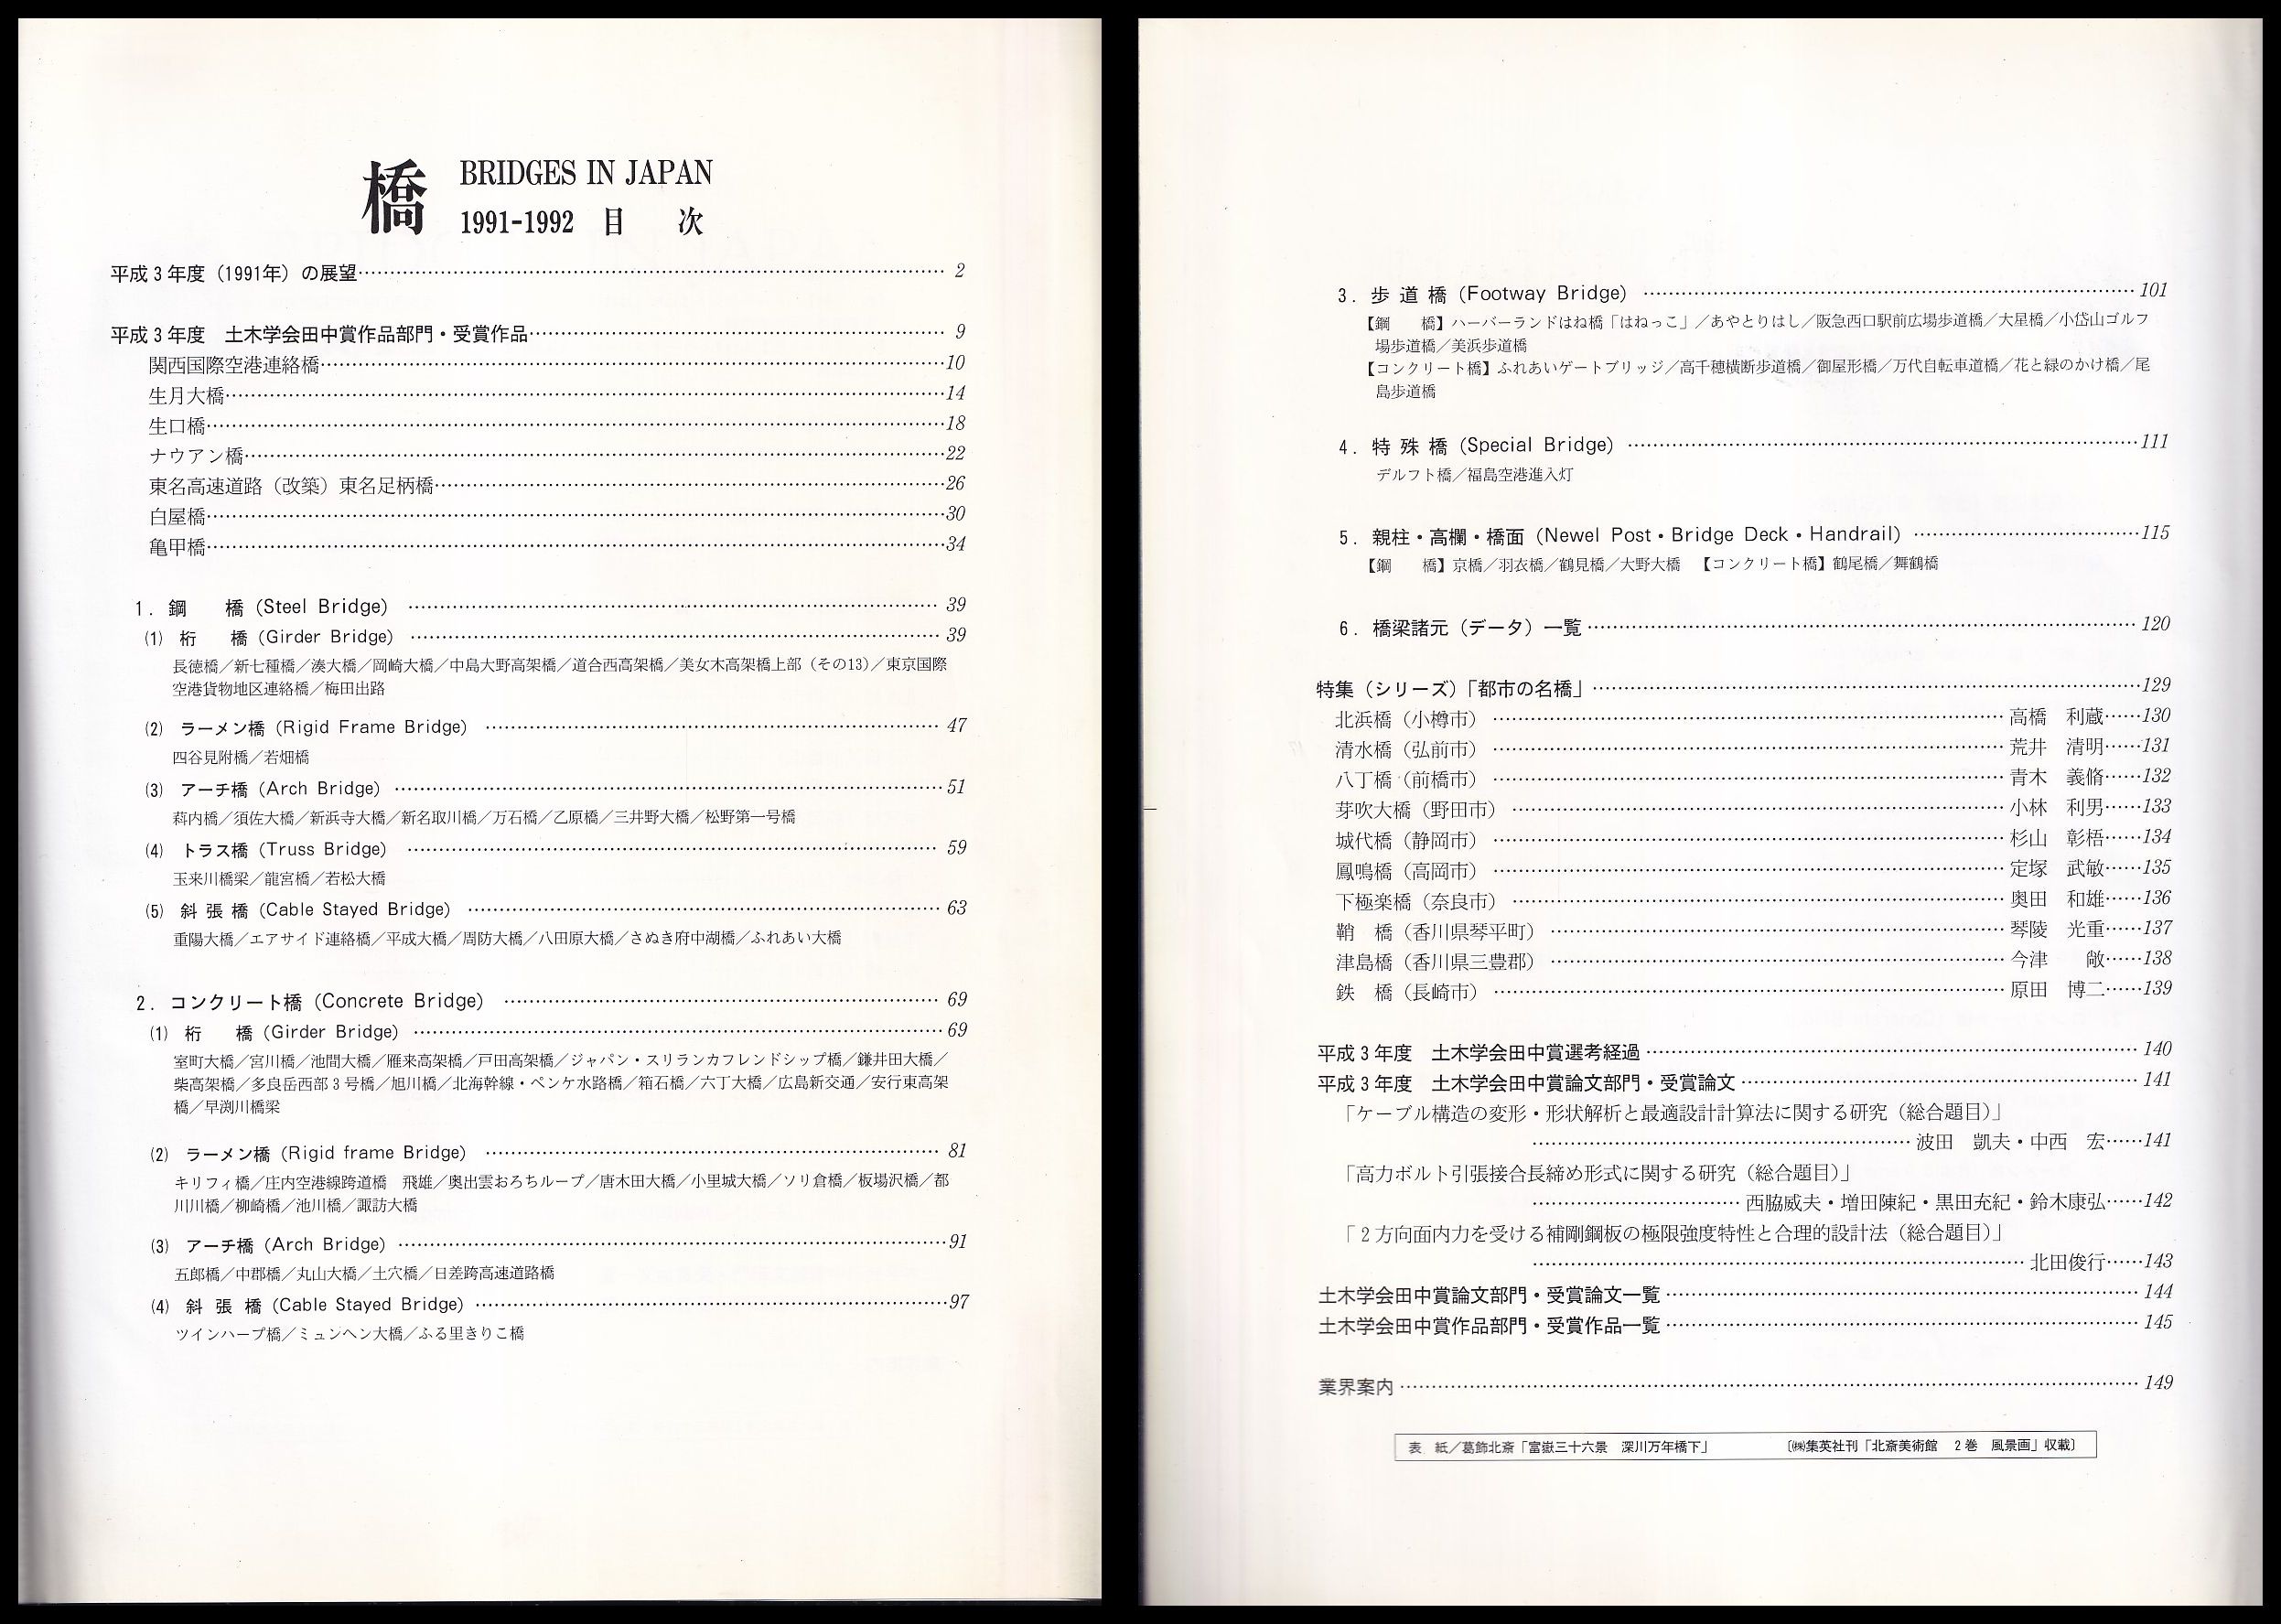 橋 BRIDGES IN JAPAN
1991-1992 目 次
平成3年度（1991年）の展望…… 2
平成3年度 土木学会田中賞作品部門・受賞作品…… 9
関西国際空港連絡橋……10
生月大橋……14
生口橋……18
ナウアン橋……22
東名高速道路（改築）東名足柄橋……26
白屋橋……30
亀甲橋……34
1. 鋼 橋（Steel Bridge）…… 39
(1) 桁 橋（Girder Bridge）…… 39
長徳橋／新七種橋／湊大橋／岡崎大橋／中島大野高架橋／道合西高架橋／美女木高架橋上部（その13）／東京国際
空港貨物地区連絡橋／梅田出路
(2) ラーメン橋（Rigid Frame Bridge）…… 47
四谷見附橋／若畑橋
(3) アーチ橋（Arch Bridge）……51
蒱内橋／須佐大橋／新浜寺大橋／新名取川橋／万石橋／乙原橋／三井野大橋／松野第一号橋
(4) トラス橋（Truss Bridge）…… 59
玉来川橋梁／龍宮橋／若松大橋
(5) 斜張橋（Cable Stayed Bridge）…… 63
重陽大橋／エアサイド連絡橋／平成大橋／周防大橋／八田原大橋／さぬき府中湖橋／ふれあい大橋
2. コンクリート橋（Concrete Bridge）…… 69
(1) 桁 橋（Girder Bridge）……69
室町大橋／宮川橋／池間大橋／雁来高架橋／戸田高架橋／ジャパン・スリランカフレンドシップ橋／鎌井田大橋／
柴高架橋／多良岳西部3号橋／旭川橋／北海幹線・ペンケ水路橋／箱石橋／六丁大橋／広島新交通／安行東高架
橋／早渕川橋梁
(2) ラーメン橋（Rigid frame Bridge）…… 81
キリフィ橋／庄内空港線跨道橋 飛雄／奥出雲おろちループ／唐木田大橋／小里城大橋／ソリ倉橋／板場沢橋／都
川川橋／柳崎橋／池川橋／諏訪大橋
(3) アーチ橋（Arch Bridge）……91
五郎橋／中郡橋／丸山大橋／土穴橋／日差跨高速道路橋
(4) 斜張橋（Cable Stayed Bridge）……97
ツインハープ橋／ミュンヘン大橋／ふる里きりこ橋
3. 歩道橋（Footway Bridge）……101
【鋼 橋】ハーバーランドはね橋「はねっこ」／あやとりはし／阪急西口駅前広場歩道橋／大星橋／小岱山ゴルフ
場歩道橋／美浜歩道橋
【コンクリート橋】ふれあいゲートブリッジ／高千穂横断歩道橋／御屋形橋／万代自転車道橋／花と緑のかけ橋／尾
島歩道橋
4. 特殊橋（Special Bridge）……111
デルフト橋／福島空港進入灯
5. 親柱・高欄・橋面（Newel Post・Bridge Deck・Handrail）……115
【鋼 橋】京橋／羽衣橋／鶴見橋／大野大橋 【コンクリート橋】鶴尾橋／舞鶴橋
6. 橋梁諸元（データ）一覧…… 120
特集（シリーズ）「都市の名橋」……129
北浜橋（小樽市）……高橋 利蔵……130
清水橋（弘前市）……荒井 清明……131
八丁橋（前橋市）……青木 義脩……132
芽吹大橋（野田市）……小林 利男……133
城代橋（静岡市）……杉山 彰梧……134
鳳鳴橋（高岡市）……定塚 武敏……135
下極楽橋（奈良市）……奥田 和雄……136
鞘 橋（香川県琴平町）……琴陵 光重……137
津島橋（香川県三豊郡）……今津 敞……138
鉄 橋（長崎市）……原田 博二……139
平成3年度 土木学会田中賞選考経過…… 140
平成3年度 土木学会田中賞論文部門・受賞論文…… 141
「ケーブル構造の変形・形状解析と最適設計計算法に関する研究（総合題目）」
……波田 凱夫・中西 宏……141
「高力ボルト引張接合長締め形式に関する研究（総合題目）」
……西脇威夫・増田陳紀・黒田充紀・鈴木康弘……142
「2方向面内力を受ける補剛鋼板の極限強度特性と合理的設計法（総合題目）」
……北田俊行……143
土木学会田中賞論文部門・受賞論文一覧…… 144
土木学会田中賞作品部門・受賞作品一覧…… 145
業界案内…… 149
表 紙／葛飾北斎「富嶽三十六景 深川万年橋下」 〔㈱集英社刊「北斎美術館 2巻 風景画」収載〕